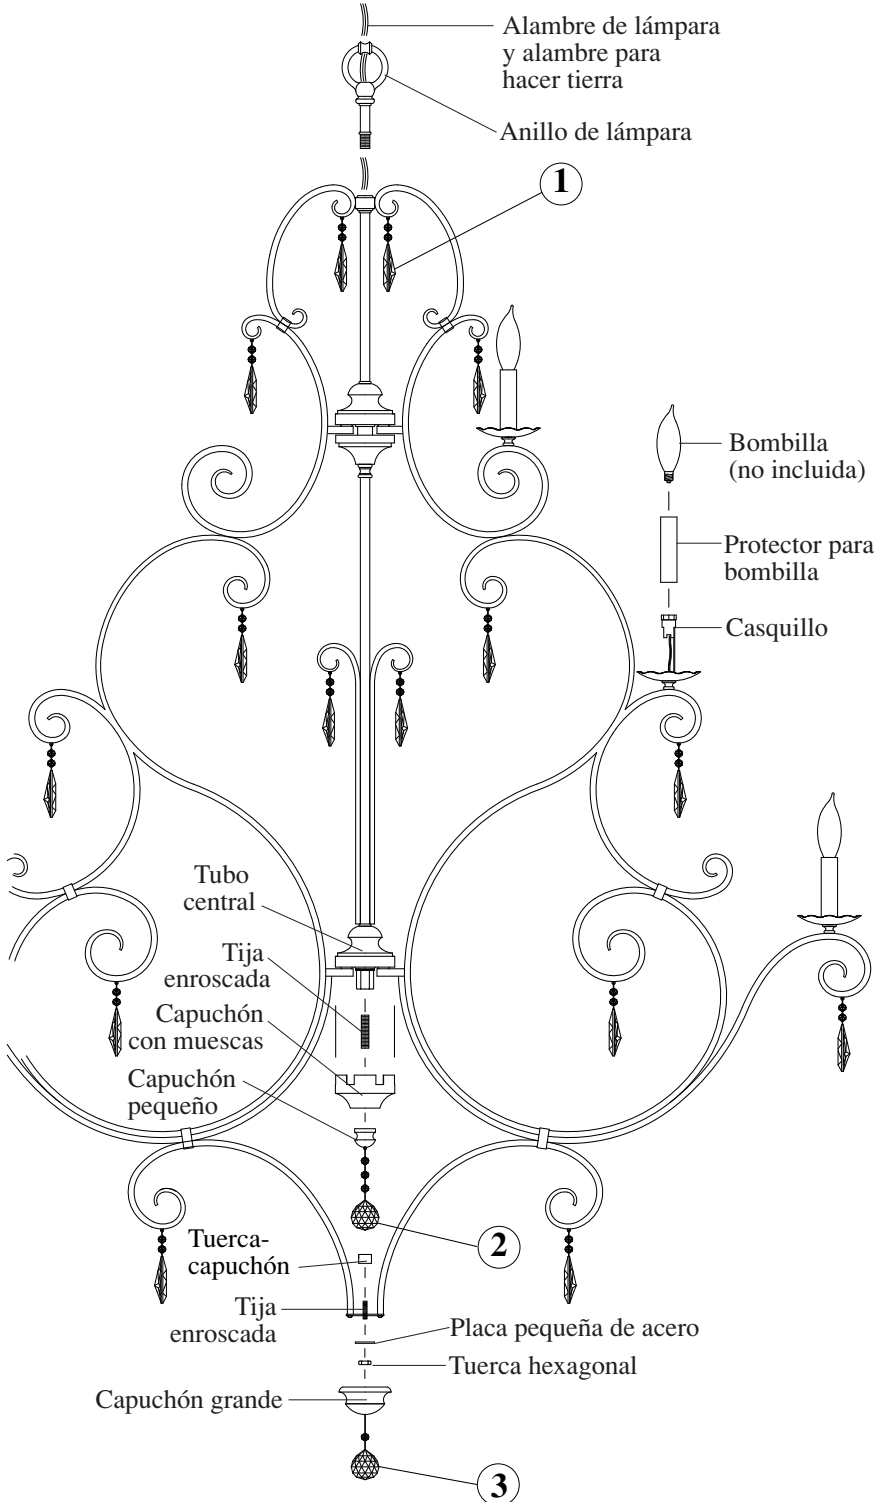 Alambre de lámpara
y alambre para
hacer tierra
Anillo de lámpara
1
Bombilla
(no incluida)
Protector para
bombilla
Casquillo
Tubo
central
Tija
enroscada
Capuchón
con muescas
Capuchón
pequeño
2
Tuerca-
capuchón
Tija
enroscada
Placa pequeña de acero
Tuerca hexagonal
Capuchón grande
3